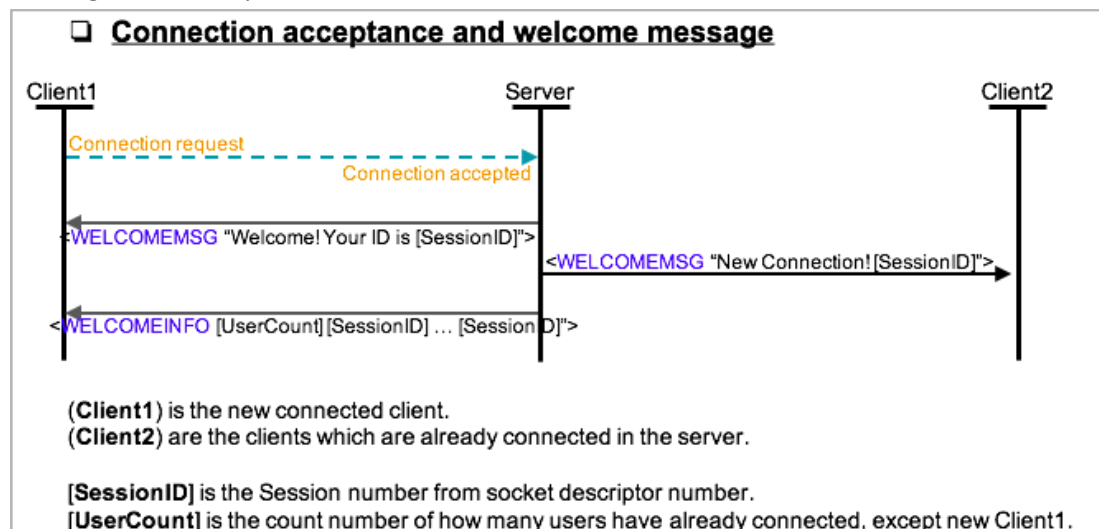 ❑ Connection acceptance and welcome message
Client1 Server Client2
Connection request
Connection accepted
<WELCOMEMSG “Welcome! Your ID is [SessionID]”>
<WELCOMEMSG “New Connection! [SessionID]”>
<WELCOMEINFO [UserCount] [SessionID] … [SessionID]”>
(Client1) is the new connected client.
(Client2) are the clients which are already connected in the server.
[SessionID] is the Session number from socket descriptor number.
[UserCount] is the count number of how many users have already connected, except new Client1.